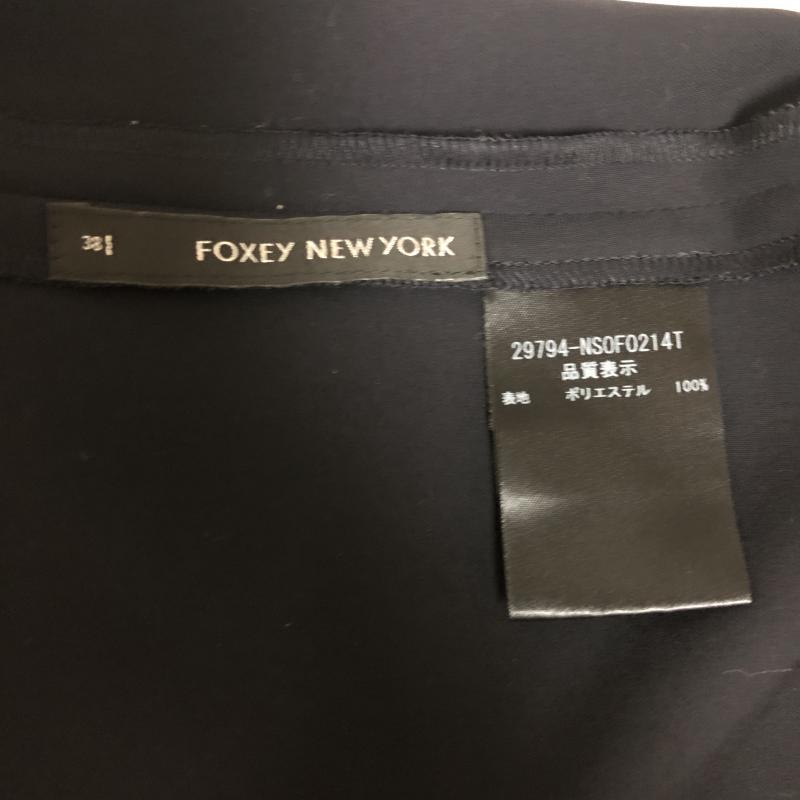 38
FOXEY NEW YORK
29794-NSOF0214T
品質表示
表地 ポリエステル 100%